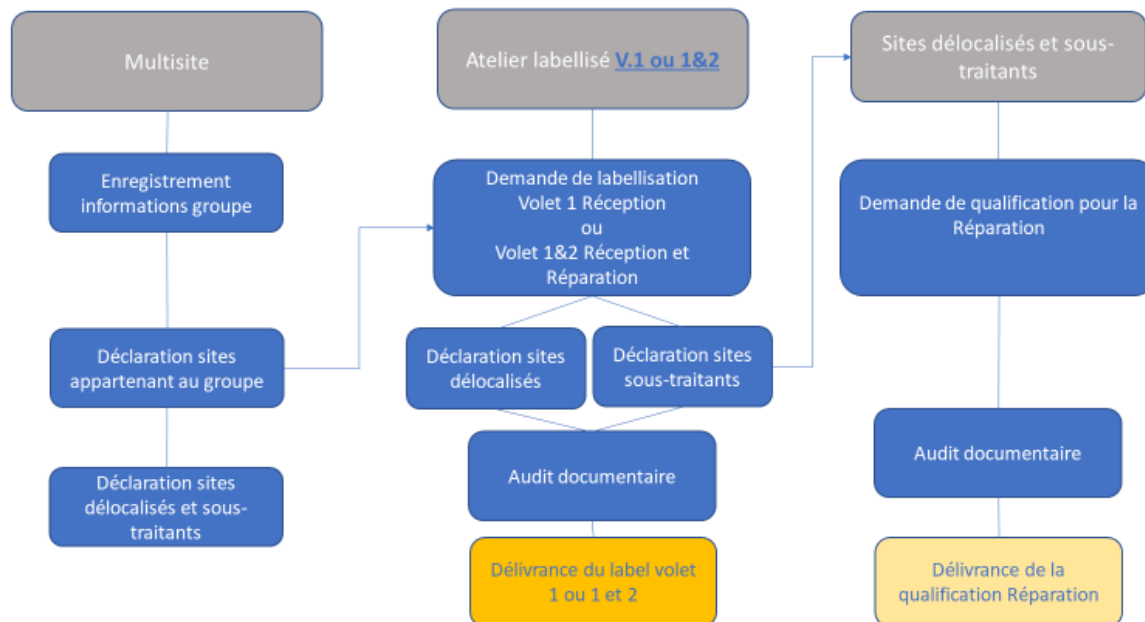 Multisite
Enregistrement
informations groupe
Déclaration sites
appartenant au groupe
Déclaration sites
délocalisés et sous-
traitants
Atelier labellisé V.1 ou 1&2
Demande de labellisation
Volet 1 Réception
ou
Volet 1&2 Réception et
Réparation
Déclaration sites
délocalisés
Déclaration sites
sous-traitants
Audit documentaire
Délivrance du label volet
1 ou 1 et 2
Sites délocalisés et sous-
traitants
Demande de qualification pour la
Réparation
Audit documentaire
Délivrance de la
qualification Réparation